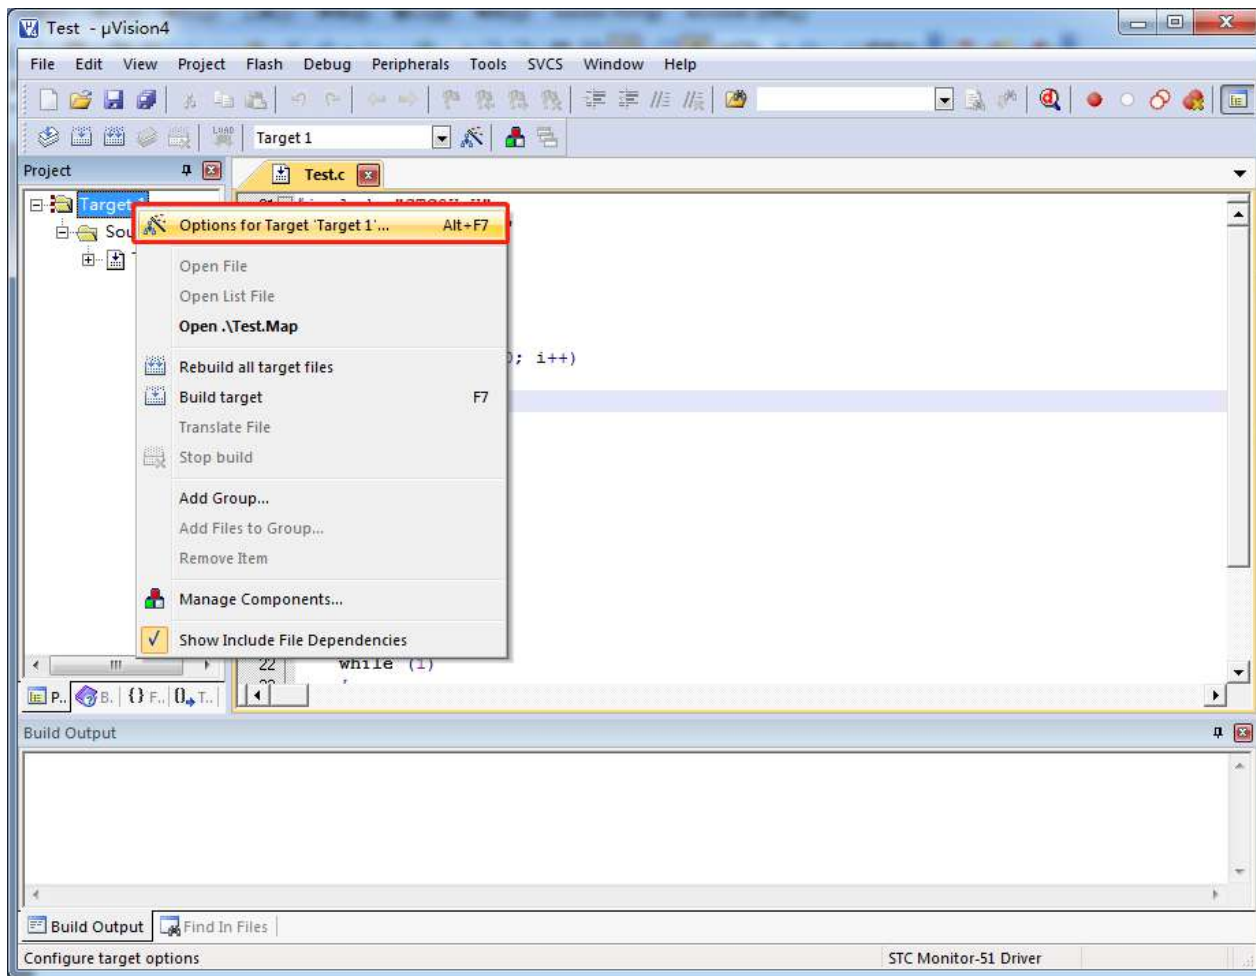 Test - µVision4
File Edit View Project Flash Debug Peripherals Tools SVCS Window Help
Target 1
Project
Test.c
Target
Options for Target 'Target 1'... Alt+F7
Open File
Open List File
Open .\Test.Map
; i++)
Rebuild all target files
Build target F7
Translate File
Stop build
Add Group...
Add Files to Group...
Remove Item
Manage Components...
Show Include File Dependencies
22 while (1)
P.. B. {} F.. 0 T..
Build Output
Build Output Find In Files
Configure target options STC Monitor-51 Driver